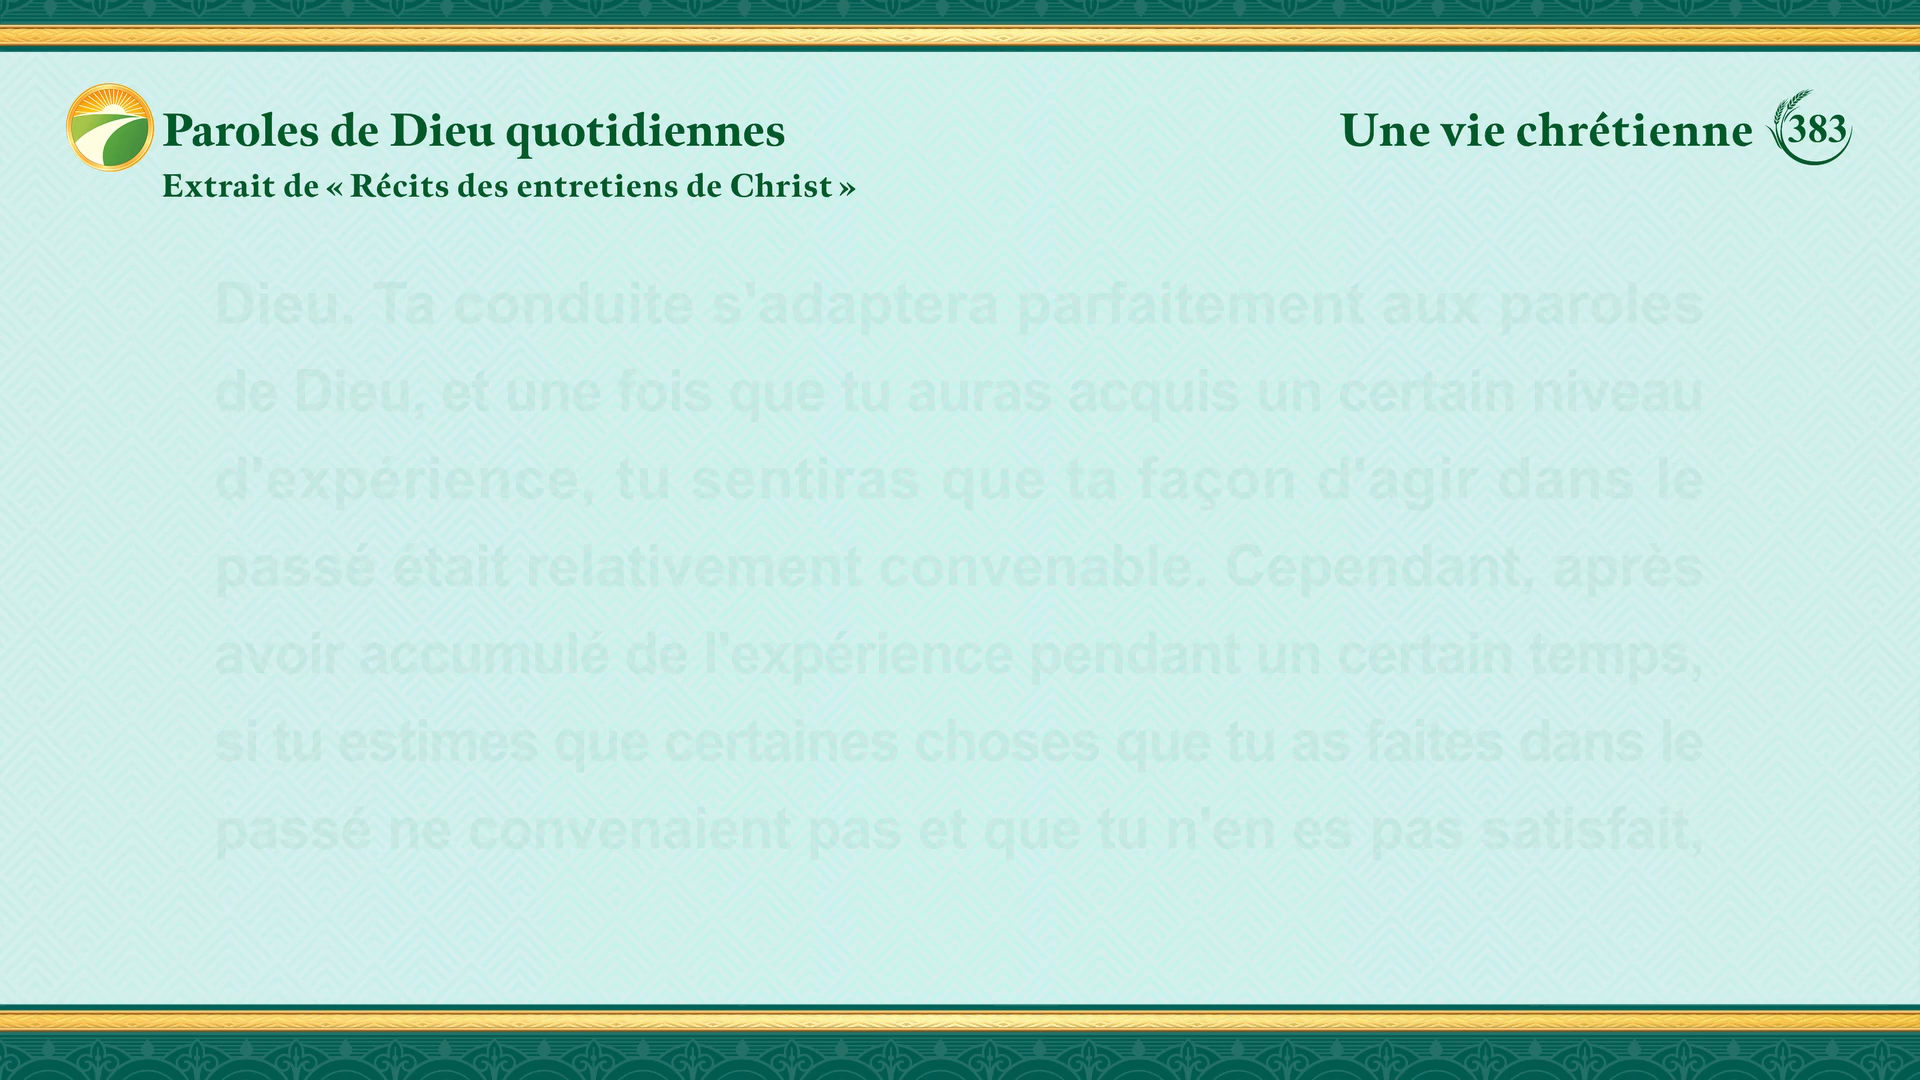 Paroles de Dieu quotidiennes
Extrait de « Récits des entretiens de Christ »
Une vie chrétienne 383
Dieu. Ta conduite s'adaptera parfaitement aux paroles
de Dieu, et une fois que tu auras acquis un certain niveau
d'expérience, tu sentiras que ta façon d'agir dans le
passé était relativement convenable. Cependant, après
avoir accumulé de l'expérience pendant un certain temps,
si tu estimes que certaines choses que tu as faites dans le
passé ne convenaient pas et que tu n'en es pas satisfait,